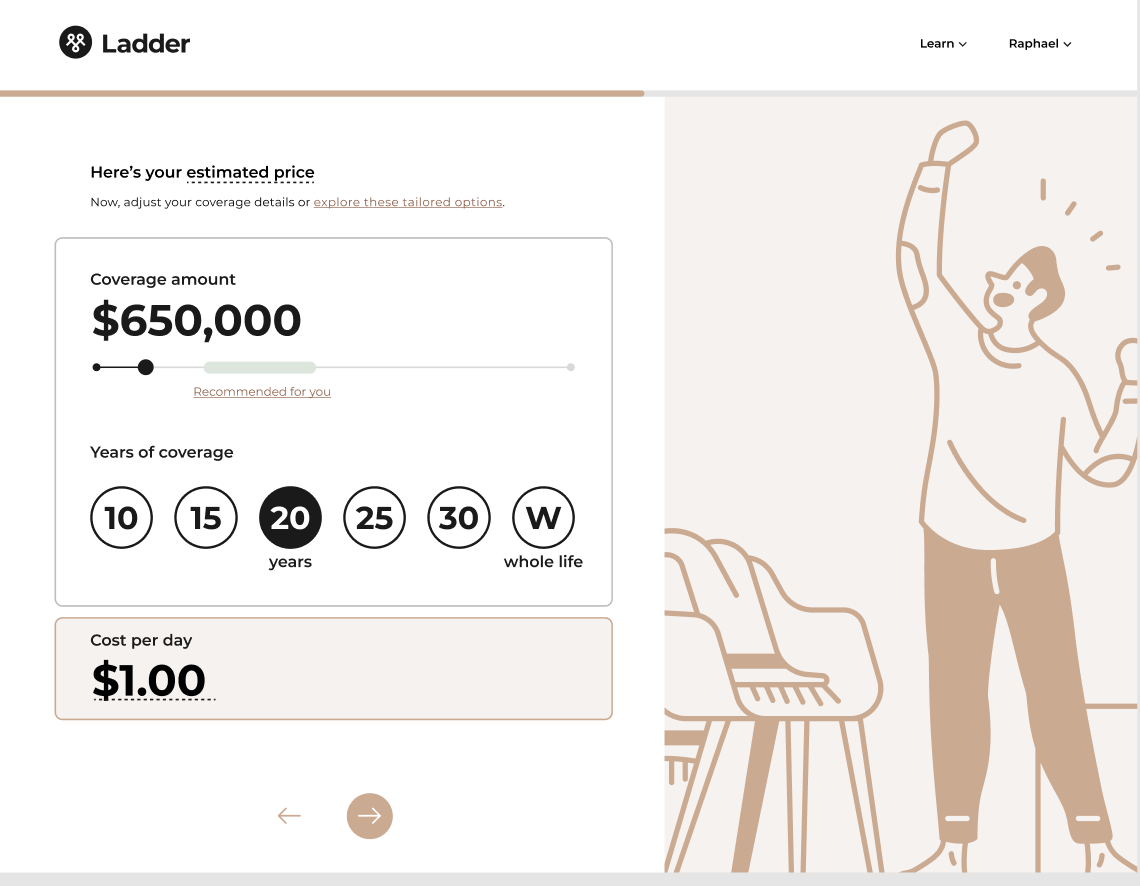 Ladder
Learn
Raphael
Here's your estimated price
Now, adjust your coverage details or explore these tailored options.
Coverage amount
$650,000
Recommended for you
Years of coverage
10 15 20 25 30 W
years whole life
Cost per day
$1.00